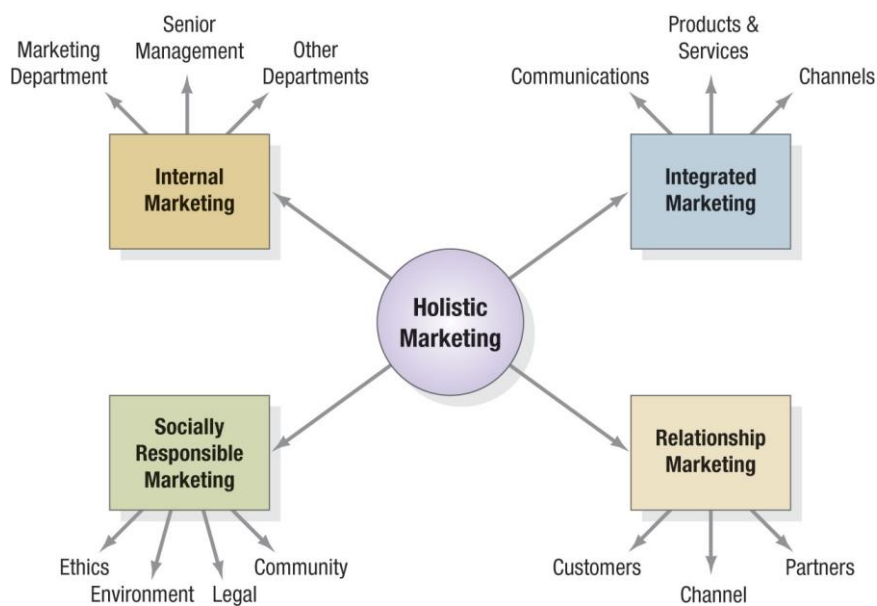 Senior
Management
Marketing
Department
Other
Departments
Products &
Services
Communications
Channels
Internal
Marketing
Integrated
Marketing
Holistic
Marketing
Socially
Responsible
Marketing
Relationship
Marketing
Ethics
Environment
Legal
Community
Customers
Channel
Partners